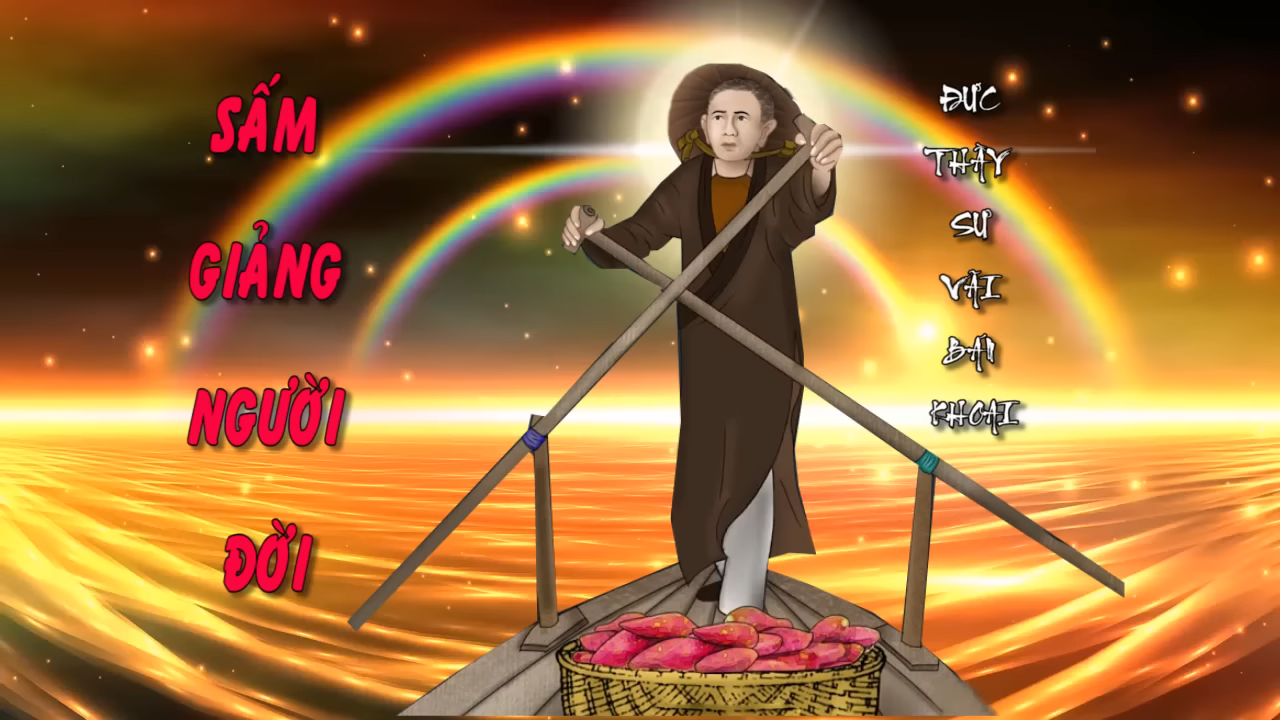 SẤM
GIẢNG
NGƯỜI
ĐỜI
ĐỨC
THẦY
SƯ
VÃI
BÁN
KHOAI